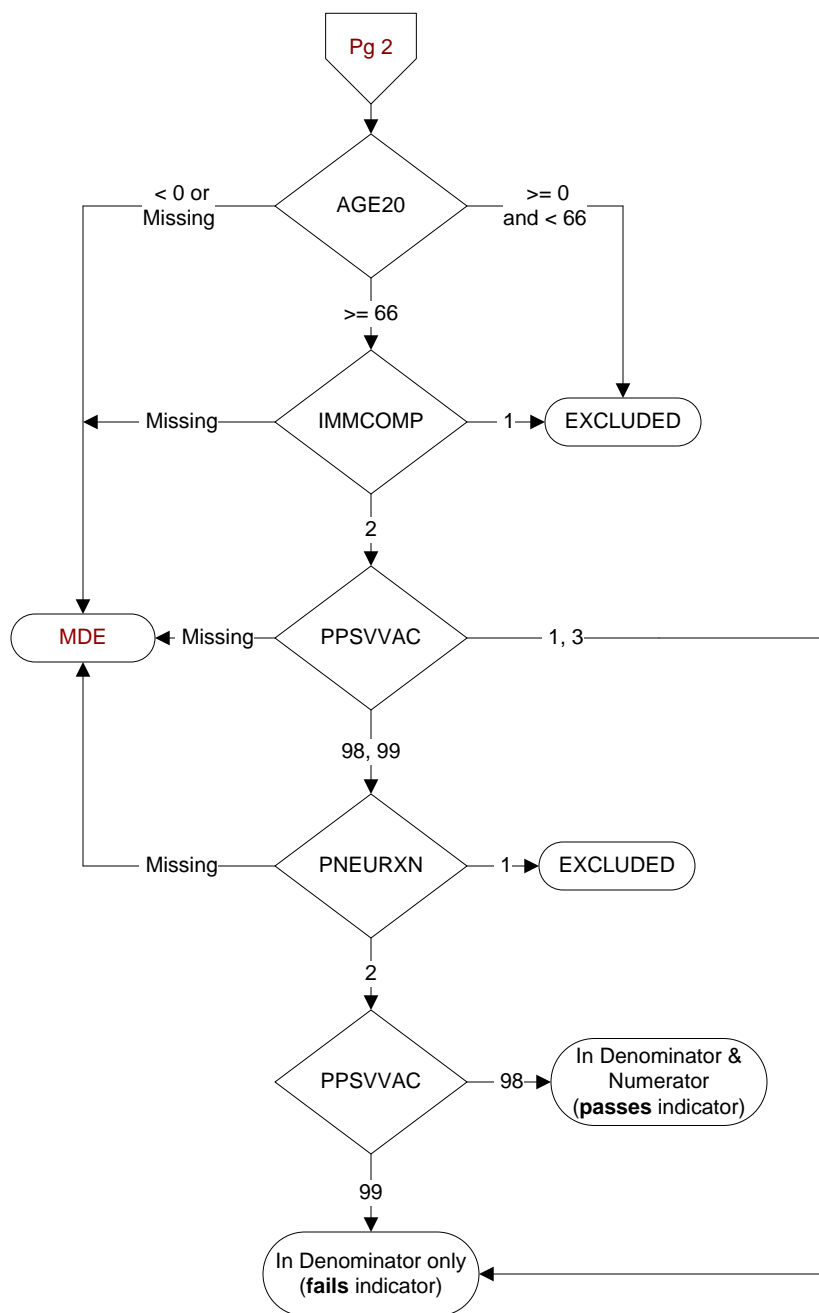 Pg 2
AGE20
< 0 or
Missing
>= 0
and < 66
>= 66
IMMCOMP
Missing
1
EXCLUDED
2
PPSVVAC
MDE
Missing
1, 3
98, 99
PNEURXN
Missing
1
EXCLUDED
2
PPSVVAC
98
In Denominator &
Numerator
(passes indicator)
99
In Denominator only
(fails indicator)